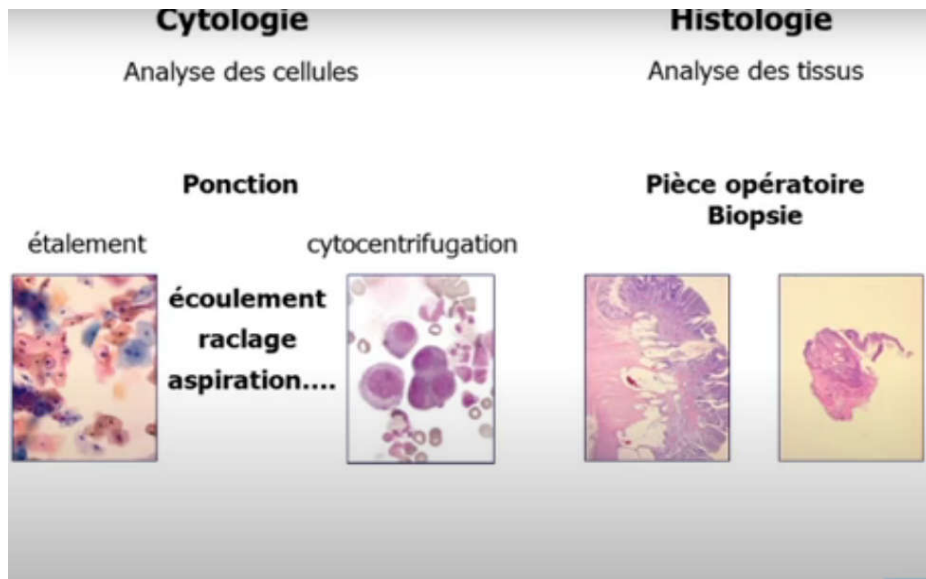 Cytologie
Analyse des cellules
Ponction
étalement
cytocentrifugation
écoulement
raclage
aspiration....
Histologie
Analyse des tissus
Pièce opératoire
Biopsie